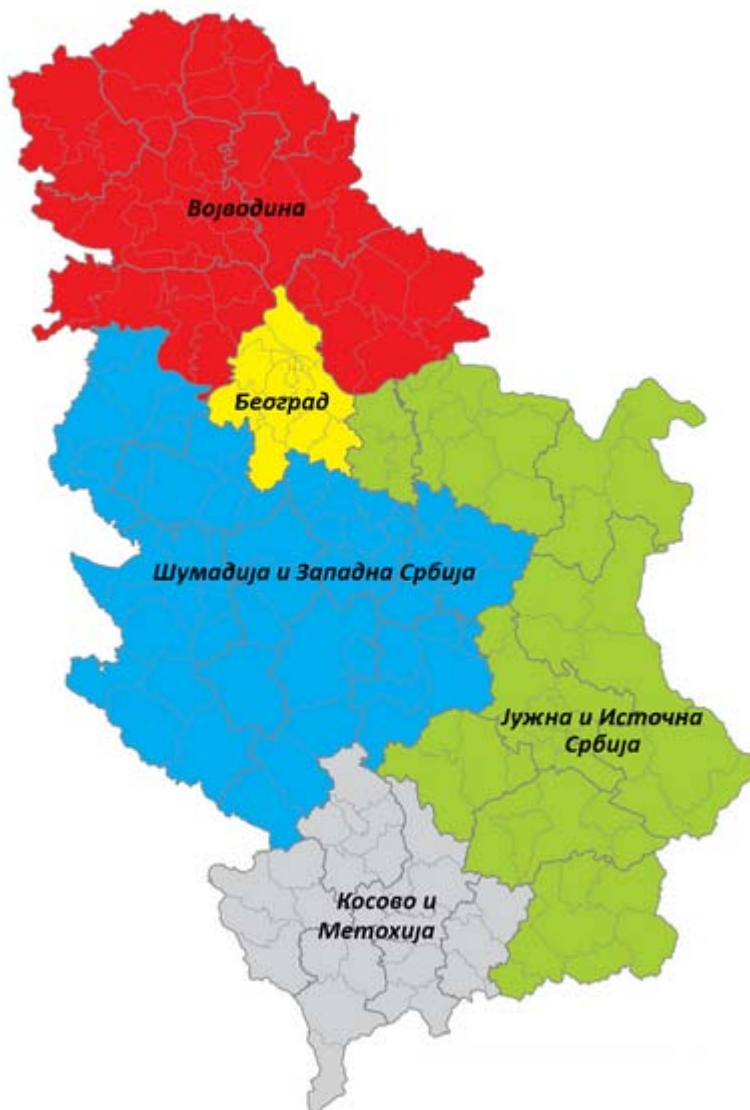 Војводина
Београд
Шумадија и Западна Србија
Јужна и Источна
Србија
Косово и
Метохија